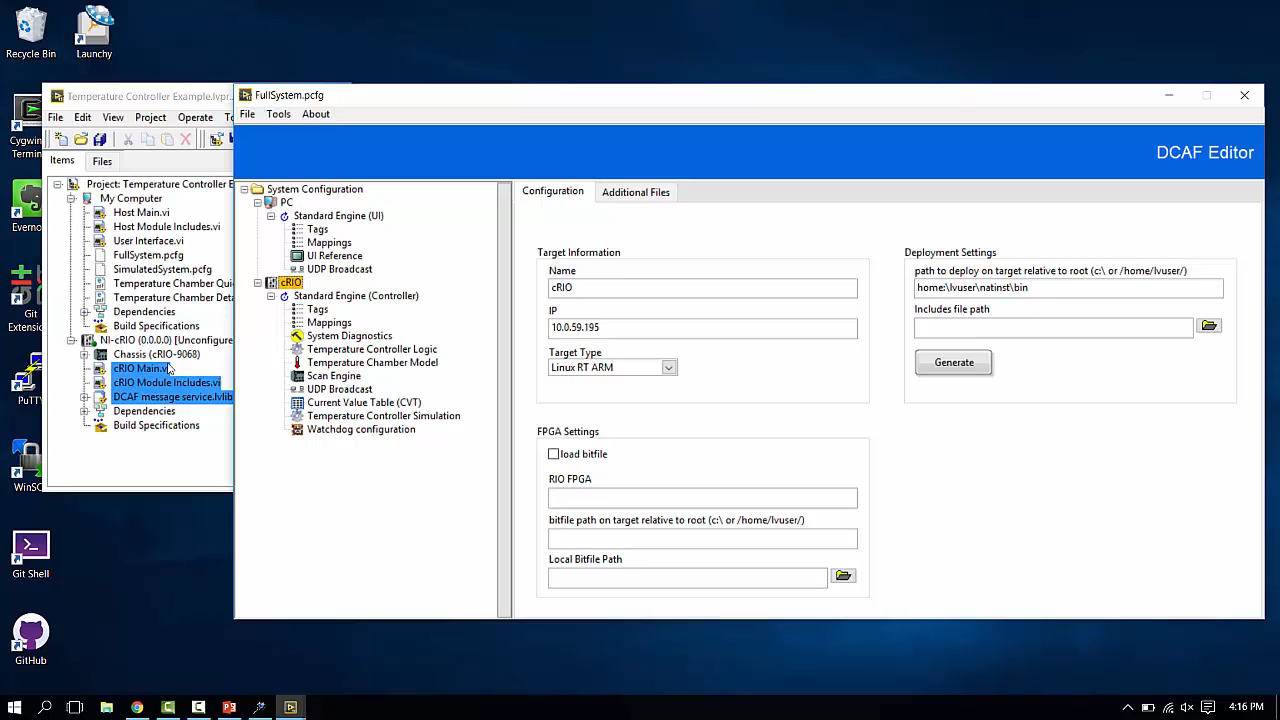 Recycle Bin
Launchy
Cygwin
Termin
Everno
Git
Extensio
PuTTY
WinSC
Git Shell
GitHub
Temperature Controller Example.lvpr
File Edit View Project Operate To
Items Files
Project: Temperature Controller E
My Computer
Host Main.vi
Host Module Includes.vi
User Interface.vi
FullSystem.pcfg
SimulatedSystem.pcfg
Temperature Chamber Qui
Temperature Chamber Deta
Dependencies
Build Specifications
NI-cRIO (0.0.0.0) [Unconfigure
Chassis (cRIO-9068)
cRIO Main.vi
cRIO Module Includes.vi
DCAF message service.lvlib
Dependencies
Build Specifications
FullSystem.pcfg
File Tools About
DCAF Editor
System Configuration
PC
Standard Engine (UI)
Tags
Mappings
UI Reference
UDP Broadcast
cRIO
Standard Engine (Controller)
Tags
Mappings
System Diagnostics
Temperature Controller Logic
Temperature Chamber Model
Scan Engine
UDP Broadcast
Current Value Table (CVT)
Temperature Controller Simulation
Watchdog configuration
Configuration Additional Files
Target Information
Name
cRIO
IP
10.0.59.195
Target Type
Linux RT ARM
FPGA Settings
load bitfile
RIO FPGA
bitfile path on target relative to root (c:\ or /home/lvuser/)
Local Bitfile Path
Deployment Settings
path to deploy on target relative to root (c:\ or /home/lvuser/)
home:\lvuser\natinst\bin
Includes file path
Generate
4:16 PM